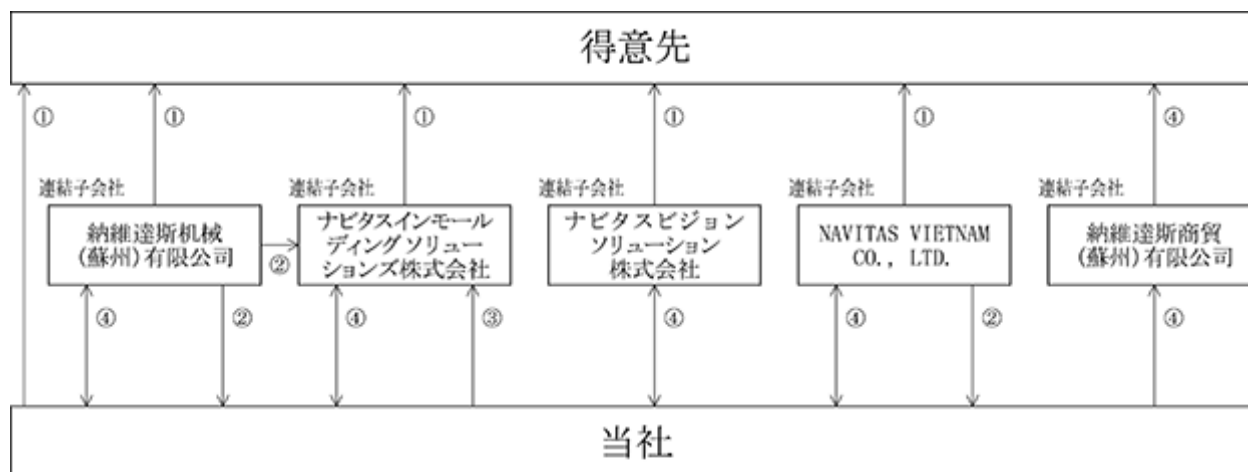 得意先
① ① ① ① ① ④
連結子会社 連結子会社 連結子会社 連結子会社 連結子会社
納維達斯机械
(蘇州)有限公司
②
ナビタスインモール
ディングソリュー
ションズ株式会社
ナビタスビジョン
ソリューション
株式会社
NAVITAS VIETNAM
CO., LTD.
納維達斯商貿
(蘇州)有限公司
④ ② ④ ③ ④ ④ ② ④
当社